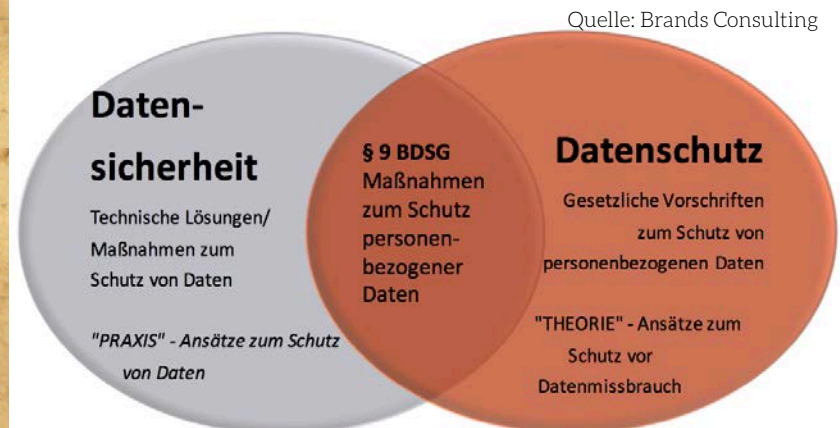 Quelle: Brands Consulting
Daten-
sicherheit
Technische Lösungen/
Maßnahmen zum
Schutz von Daten
"PRAXIS" - Ansätze zum Schutz
von Daten
§ 9 BDSG
Maßnahmen
zum Schutz
personen-
bezogener
Daten
Datenschutz
Gesetzliche Vorschriften
zum Schutz von
personenbezogenen Daten
"THEORIE" - Ansätze zum
Schutz vor
Datenmissbrauch